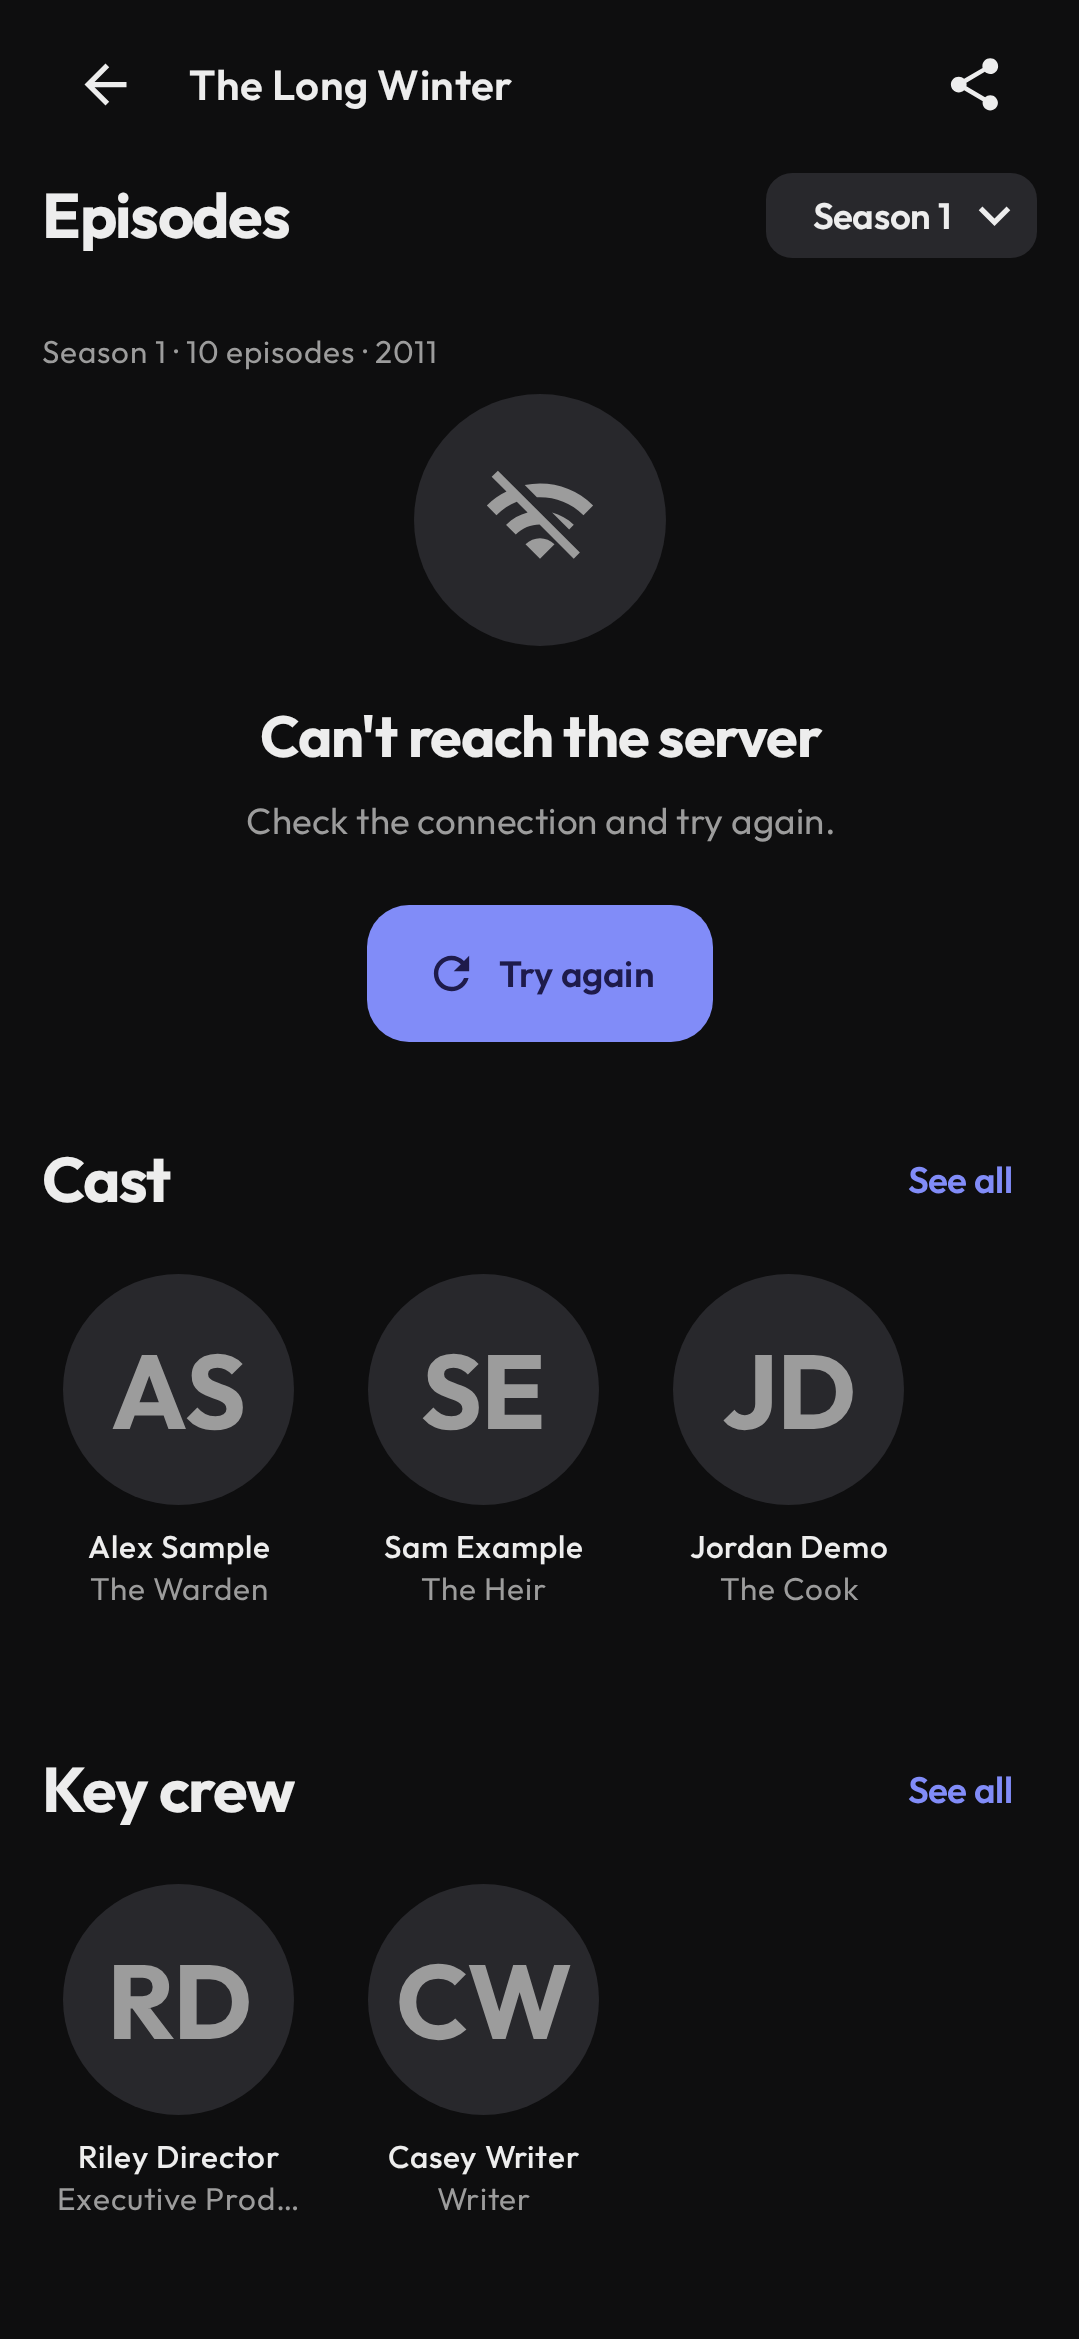 The Long Winter
Episodes
Season 1
Season 1 · 10 episodes · 2011
Can't reach the server
Check the connection and try again.
Try again
Cast
See all
AS
SE
JD
Alex Sample
The Warden
Sam Example
The Heir
Jordan Demo
The Cook
Key crew
See all
RD
CW
Riley Director
Executive Prod...
Casey Writer
Writer